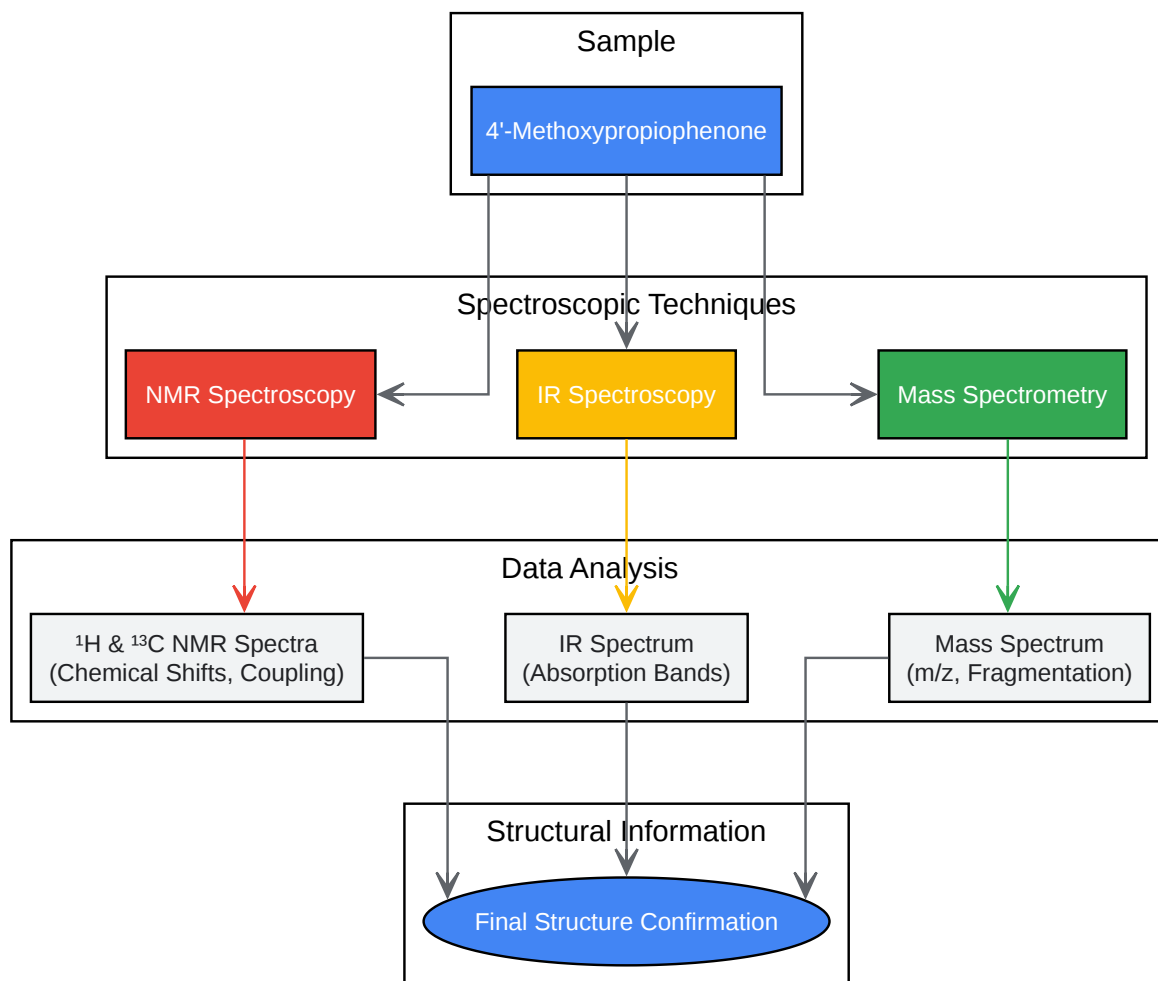 Sample
4'-Methoxypropiophenone
Spectroscopic Techniques
NMR Spectroscopy
IR Spectroscopy
Mass Spectrometry
Data Analysis
¹H & ¹³C NMR Spectra
(Chemical Shifts, Coupling)
IR Spectrum
(Absorption Bands)
Mass Spectrum
(m/z, Fragmentation)
Structural Information
Final Structure Confirmation